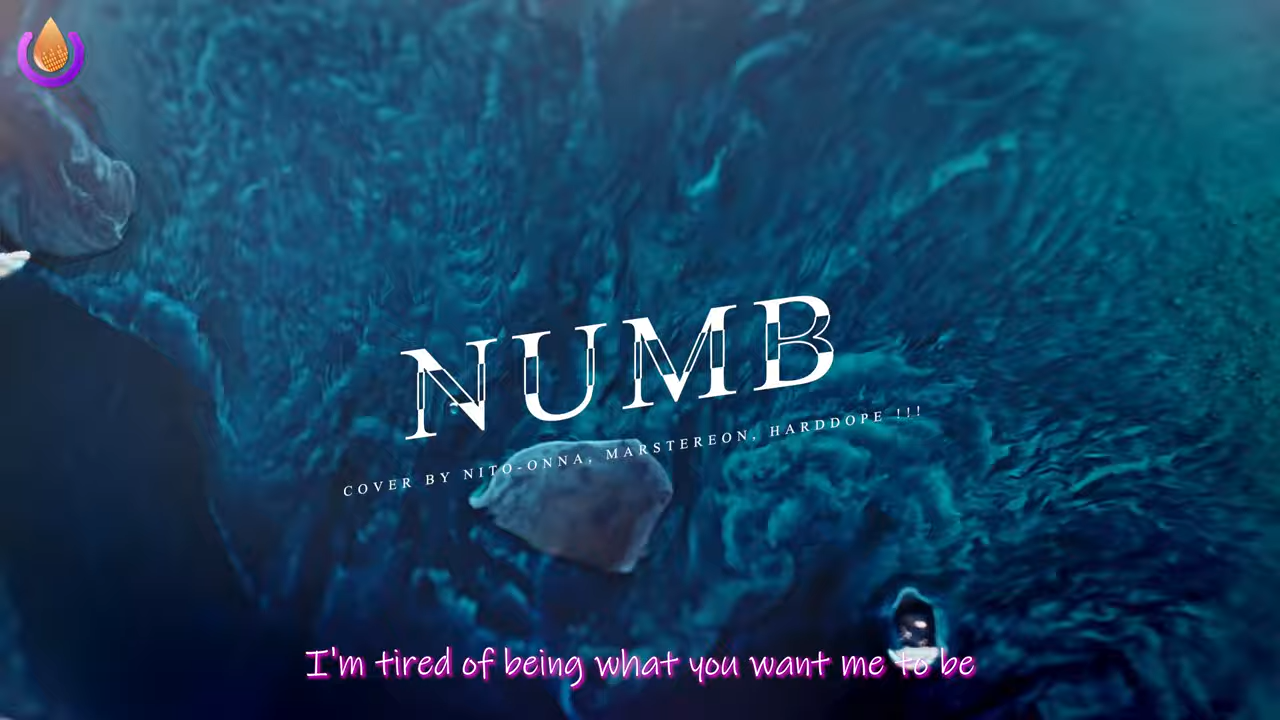 NUMB
COVER BY NITO-ONNA, MARSTEREON, HARDDOPE !!!
I'm tired of being what you want me to be